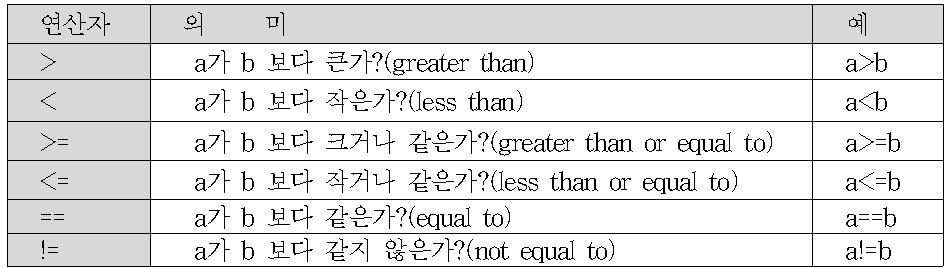 연산자 의 미 예
> a가 b 보다 큰가?(greater than) a>b
< a가 b 보다 작은가?(less than) a<b
>= a가 b 보다 크거나 같은가?(greater than or equal to) a>=b
<= a가 b 보다 작거나 같은가?(less than or equal to) a<=b
== a가 b 보다 같은가?(equal to) a==b
!= a가 b 보다 같지 않은가?(not equal to) a!=b